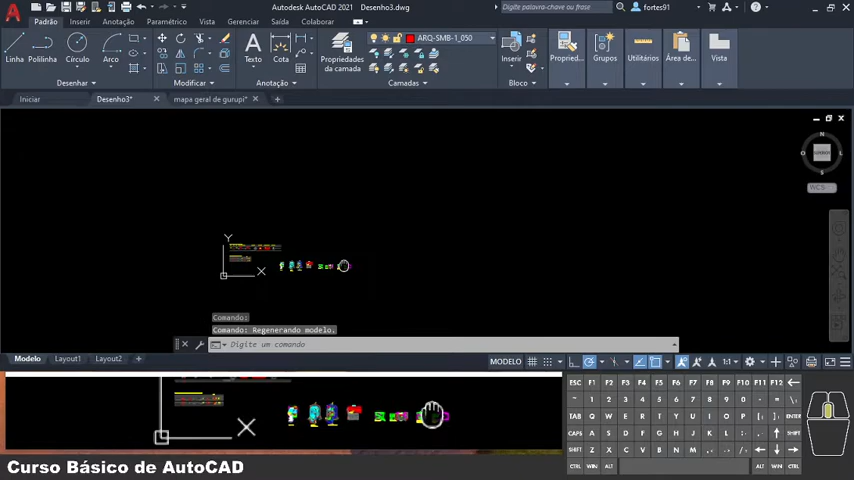 Autodesk AutoCAD 2021 Desenho3.dwg
Digite palavra-chave ou frase
fortes91
Padrão Inserir Anotação Paramétrico Vista Gerenciar Saída Colaborar
ARQ-SMB-1_050
Linha Polilinha Círculo Arco Texto Cota Propriedades da camada Inserir Propried... Grupos Utilitários Área de... Vista
Desenhar Modificar Anotação Camadas Bloco
Iniciar Desenho3* mapa geral de gurupi*
N
O L
S
WCS
Y
X
Comando:
Comando: Regenerando modelo.
Digite um comando
Modelo Layout1 Layout2 MODELO 1:1
ESC F1 F2 F3 F4 F5 F6 F7 F8 F9 F10 F11 F12
~ 1 2 3 4 5 6 7 8 9 0 - =
TAB Q W E R T Y U I O P [ ] ENTER
CAPS A S D F G H J K L ; '
SHIFT Z X C V B N M , .
CTRL WIN ALT ALT WIN CTRL
Curso Básico de AutoCAD